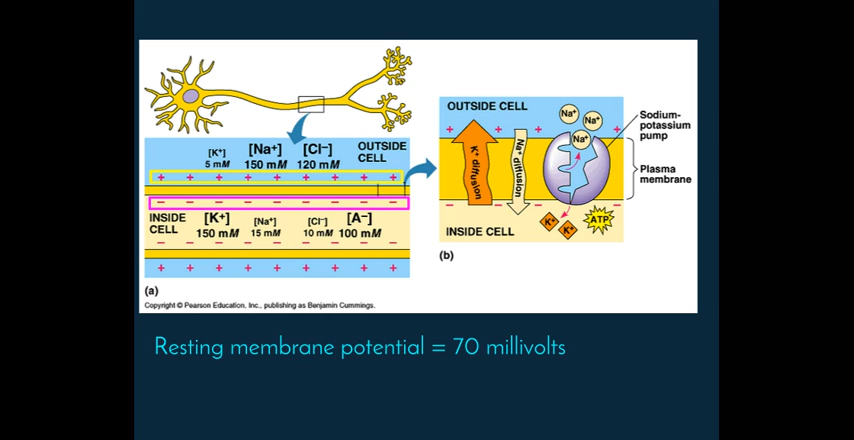 OUTSIDE CELL
[K⁺] 5 mM
[Na⁺] 150 mM
[Cl⁻] 120 mM
+ + + + + + + + +
− − − − − − − − −
INSIDE CELL
[K⁺] 150 mM
[Na⁺] 15 mM
[Cl⁻] 10 mM
[A⁻] 100 mM
− − − − − − − − −
+ + + + + + + + +
(a)
Copyright © Pearson Education, Inc., publishing as Benjamin Cummings.
OUTSIDE CELL
Na⁺
Na⁺
Na⁺
+ + + +
K⁺ diffusion
Na⁺ diffusion
Sodium-
potassium
pump
Plasma
membrane
− − − −
K⁺
K⁺
ATP
INSIDE CELL
(b)
Resting membrane potential = 70 millivolts